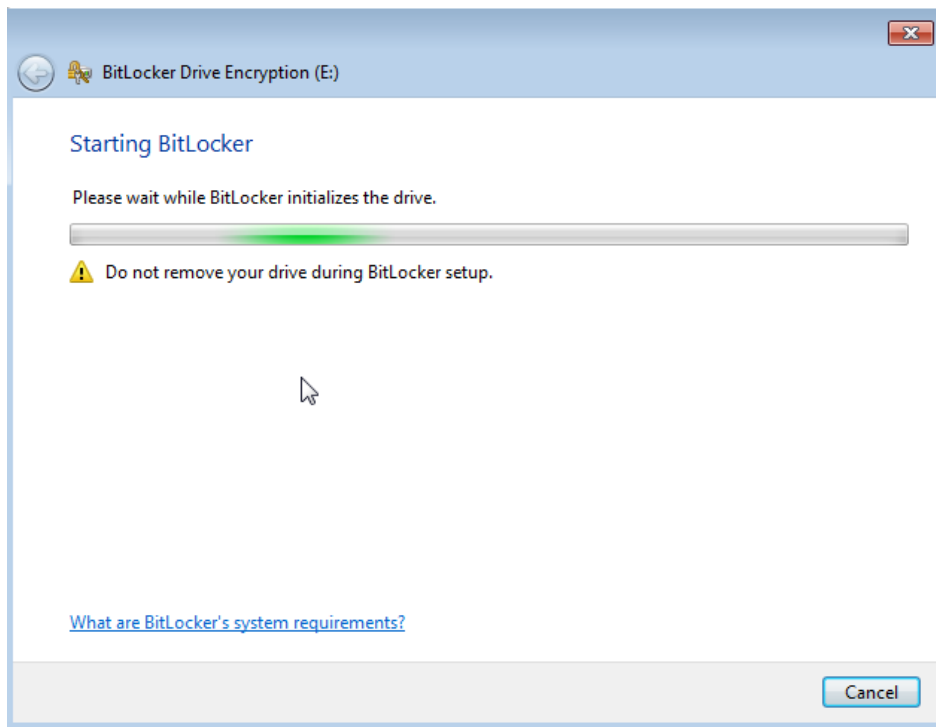 BitLocker Drive Encryption (E:)
Starting BitLocker
Please wait while BitLocker initializes the drive.
Do not remove your drive during BitLocker setup.
What are BitLocker's system requirements?
Cancel